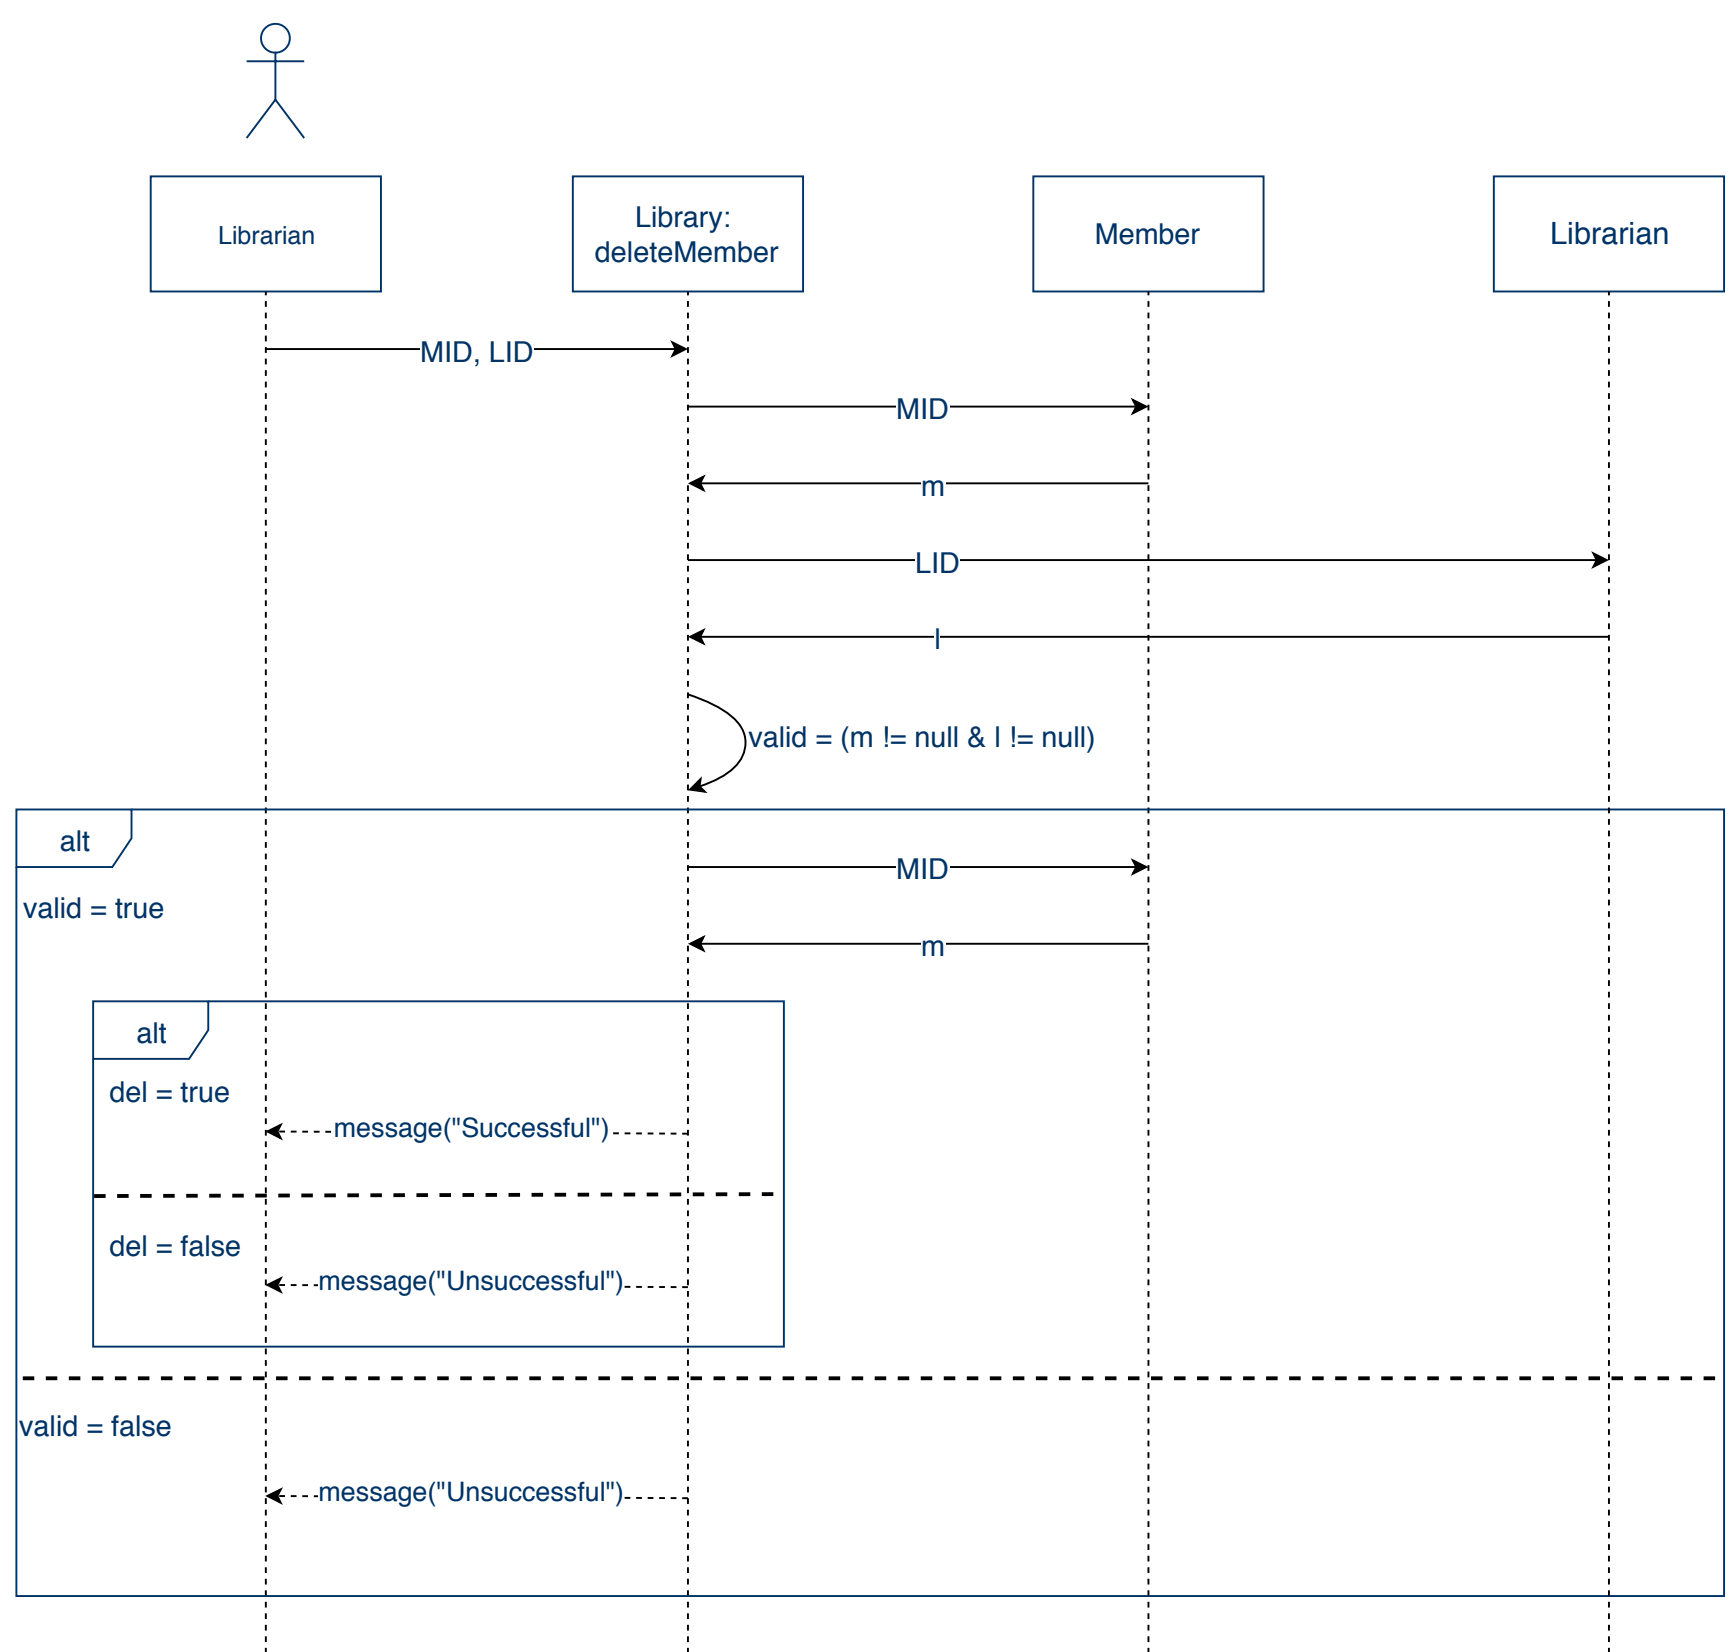 Librarian
Library:
deleteMember
Member
Librarian
MID, LID
MID
m
LID
l
valid = (m != null & l != null)
alt
MID
valid = true
m
alt
del = true
message("Successful")
del = false
message("Unsuccessful")
valid = false
message("Unsuccessful")